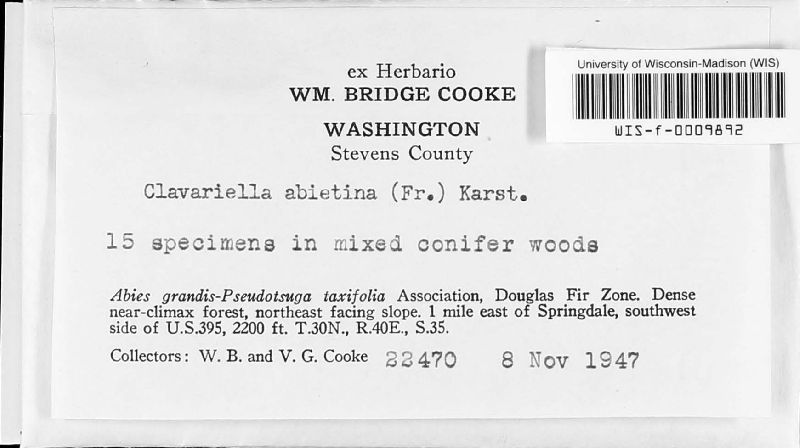 University of Wisconsin-Madison (WIS)
WIS-f-0009892
ex Herbario
WM. BRIDGE COOKE
WASHINGTON
Stevens County
Clavariella abietina (Fr.) Karst.
15 specimens in mixed conifer woods
Abies grandis-Pseudotsuga taxifolia Association, Douglas Fir Zone. Dense
near-climax forest, northeast facing slope. 1 mile east of Springdale, southwest
side of U.S.395, 2200 ft. T.30N., R.40E., S.35.
Collectors: W. B. and V. G. Cooke 22470 8 Nov 1947